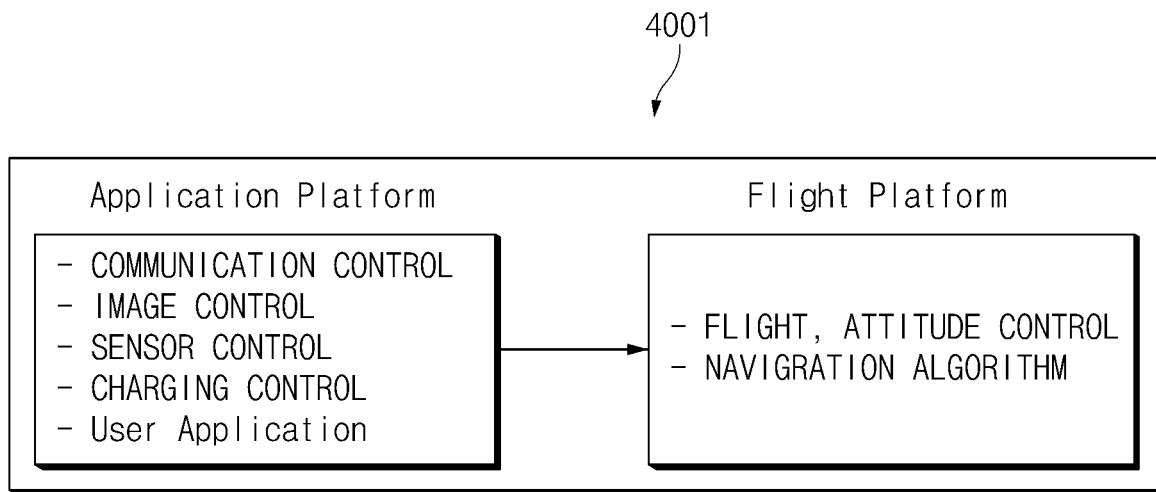 4001
Application Platform
Flight Platform
- COMMUNICATION CONTROL
- IMAGE CONTROL
- SENSOR CONTROL
- CHARGING CONTROL
- User Application
- FLIGHT, ATTITUDE CONTROL
- NAVIGRATION ALGORITHM